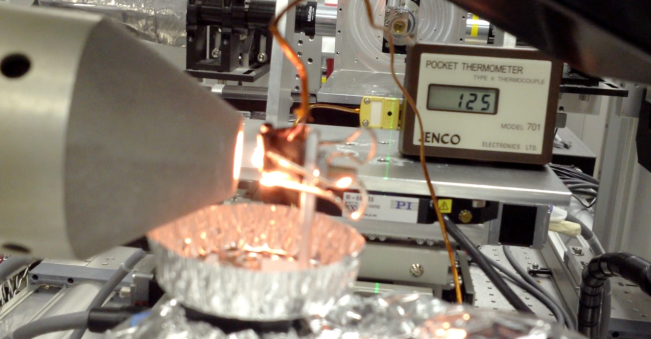 POCKET THERMOMETER
TYPE K THERMOCOUPLE
125
MODEL 701
ENCO
ELECTRONICS LTD.
PI